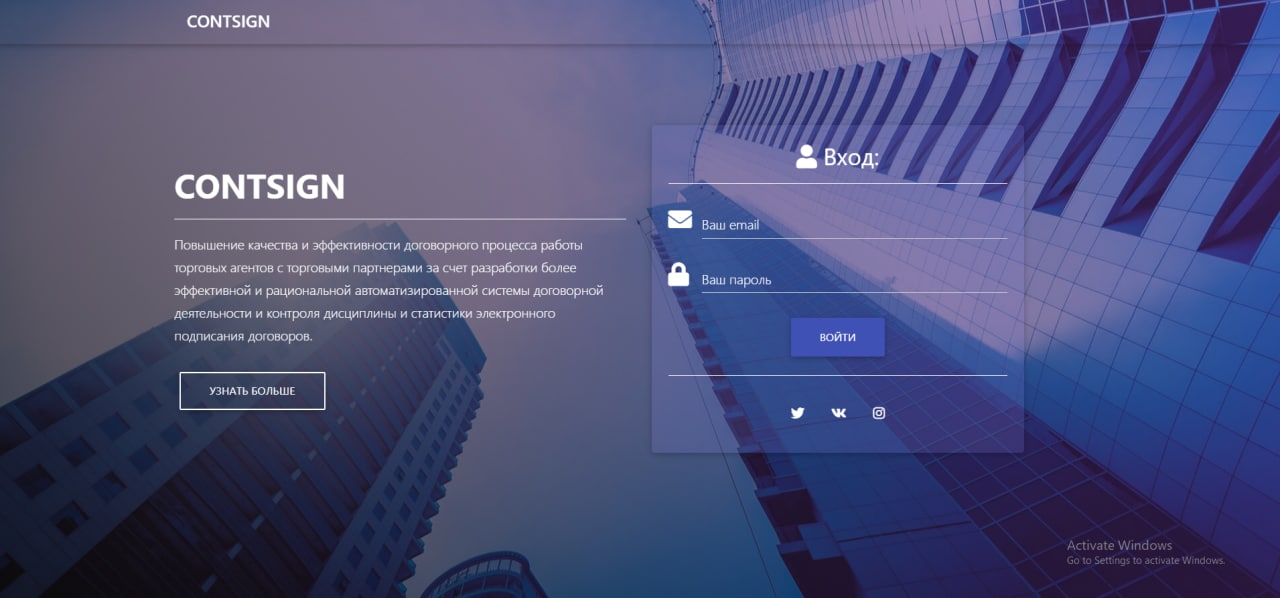 CONTSIGN
CONTSIGN
Повышение качества и эффективности договорного процесса работы
торговых агентов с торговыми партнерами за счет разработки более
эффективной и рациональной автоматизированной системы договорной
деятельности и контроля дисциплины и статистики электронного
подписания договоров.
УЗНАТЬ БОЛЬШЕ
Вход:
Ваш email
Ваш пароль
ВОЙТИ
Activate Windows
Go to Settings to activate Windows.